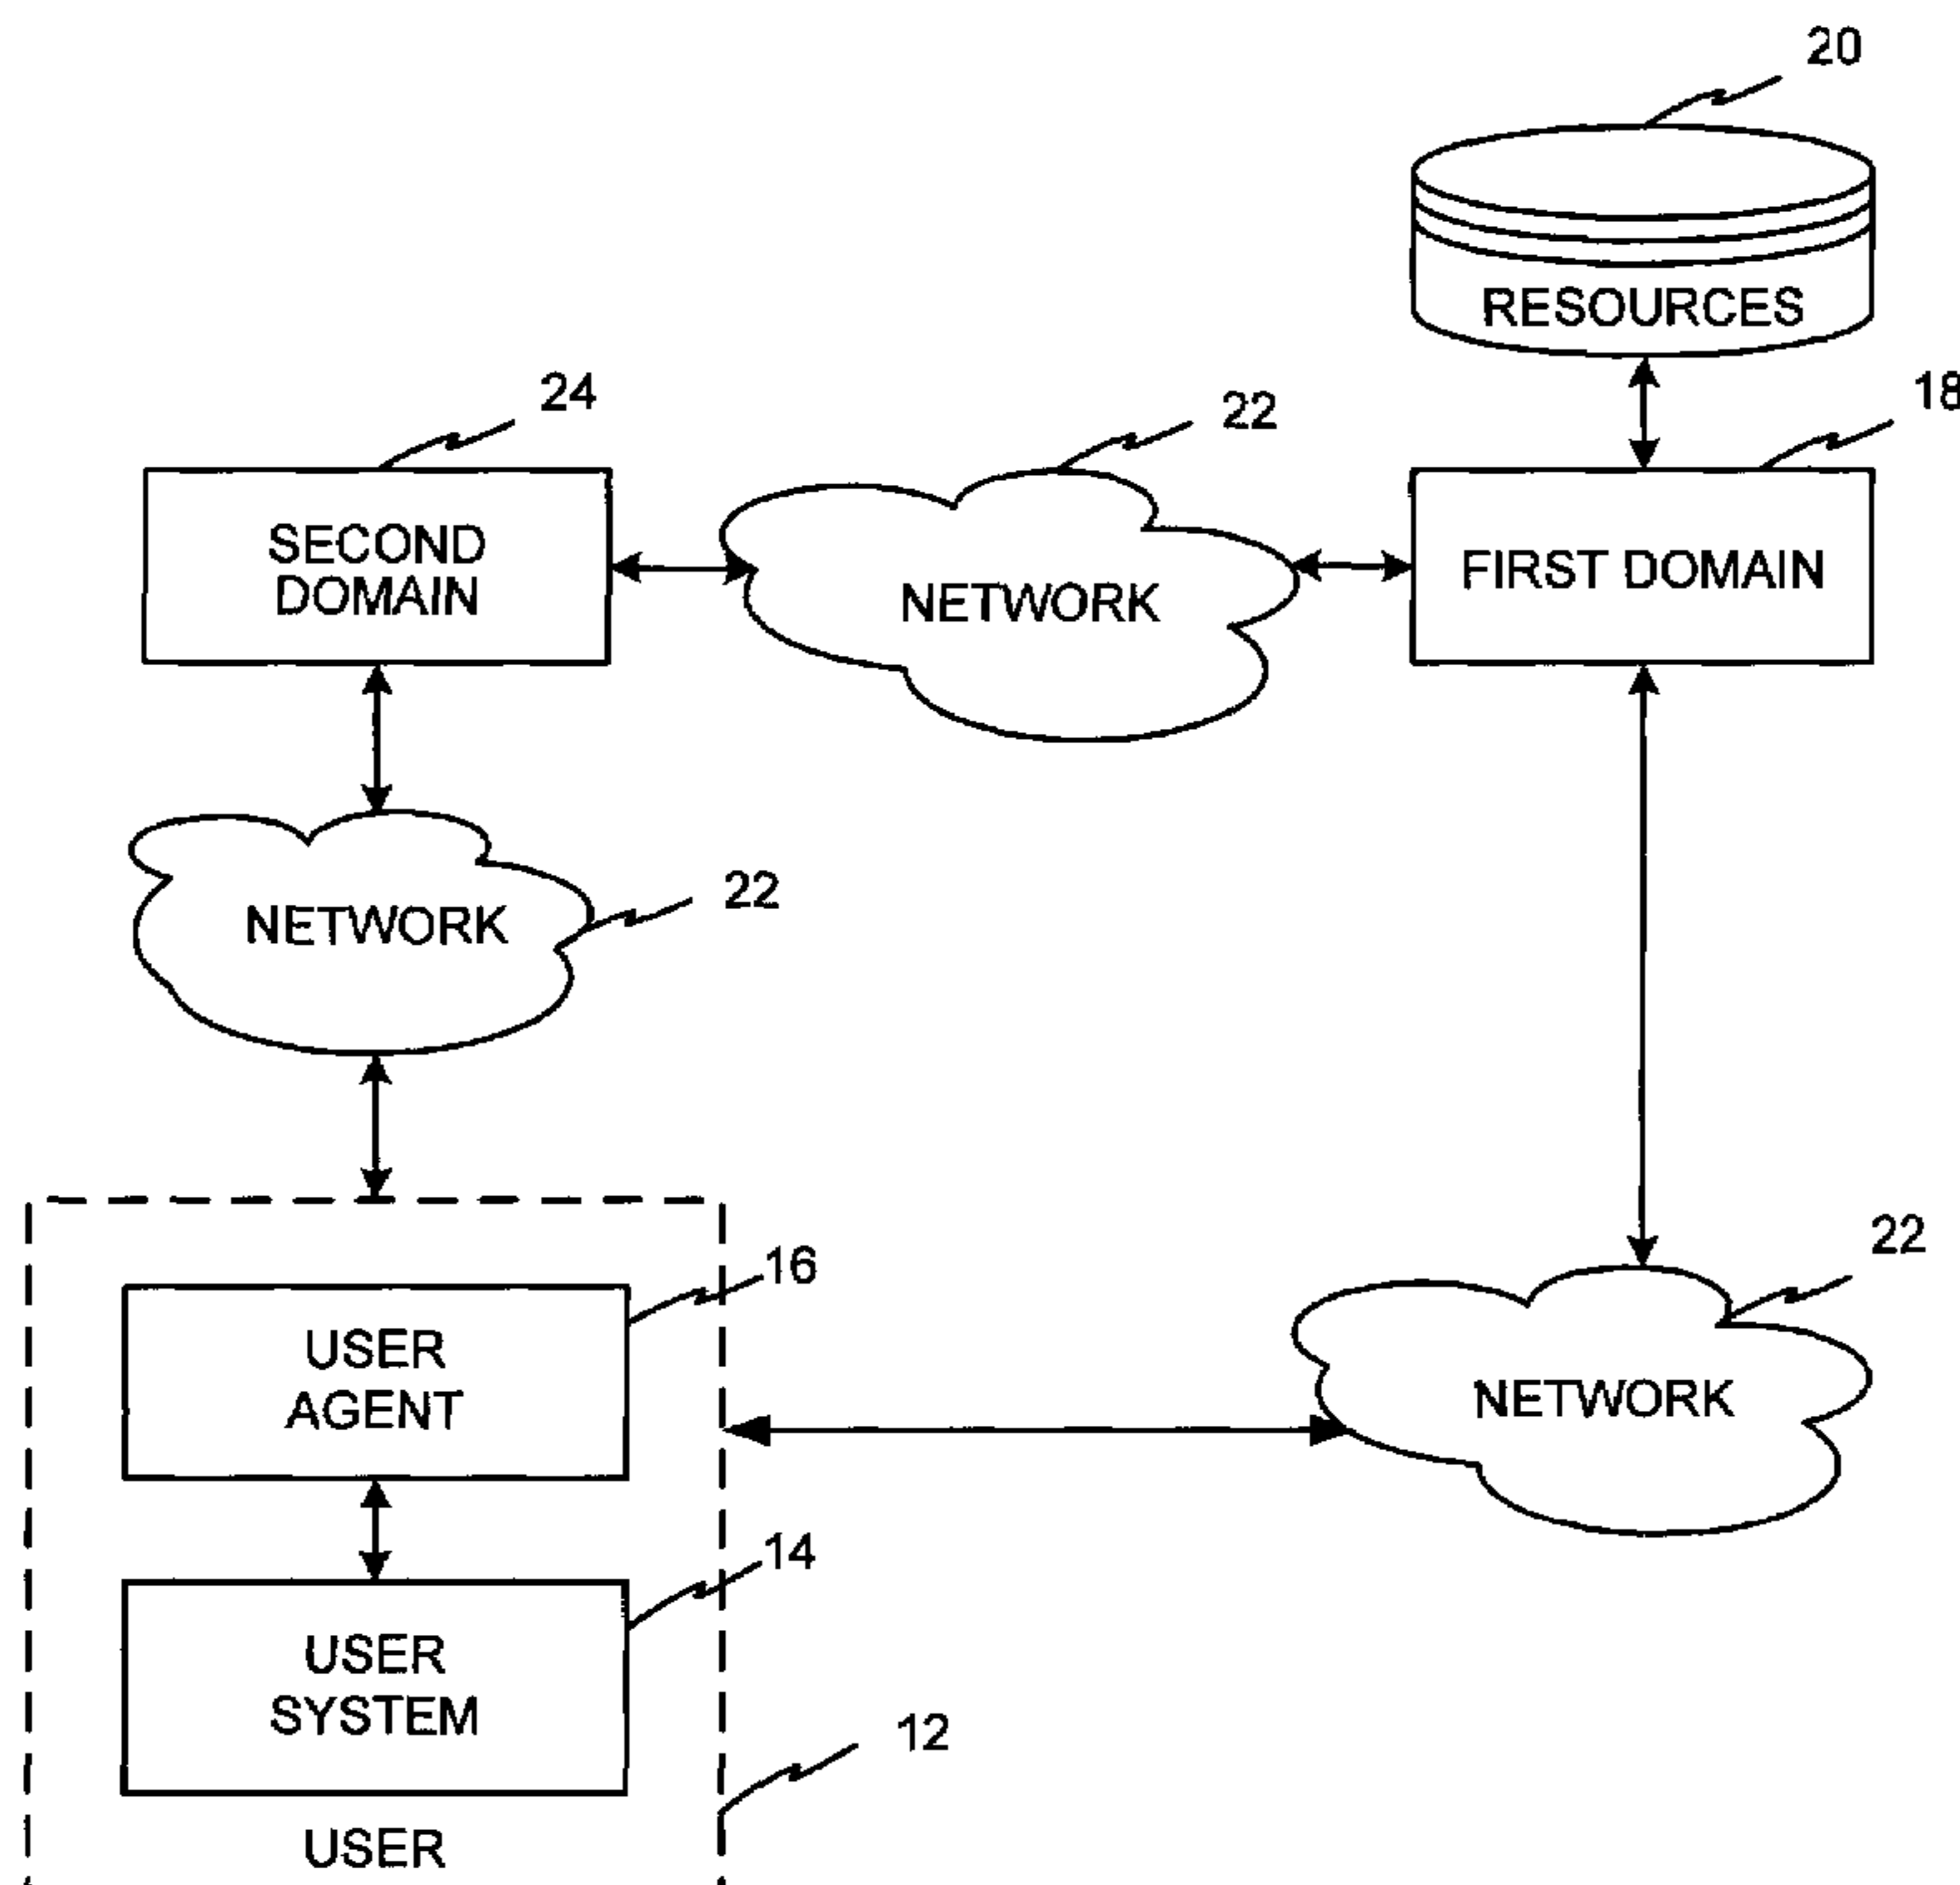 20
RESOURCES
24
22
18
SECOND
DOMAIN
NETWORK
FIRST DOMAIN
NETWORK
22
16
22
USER
AGENT
NETWORK
14
USER
SYSTEM
12
USER